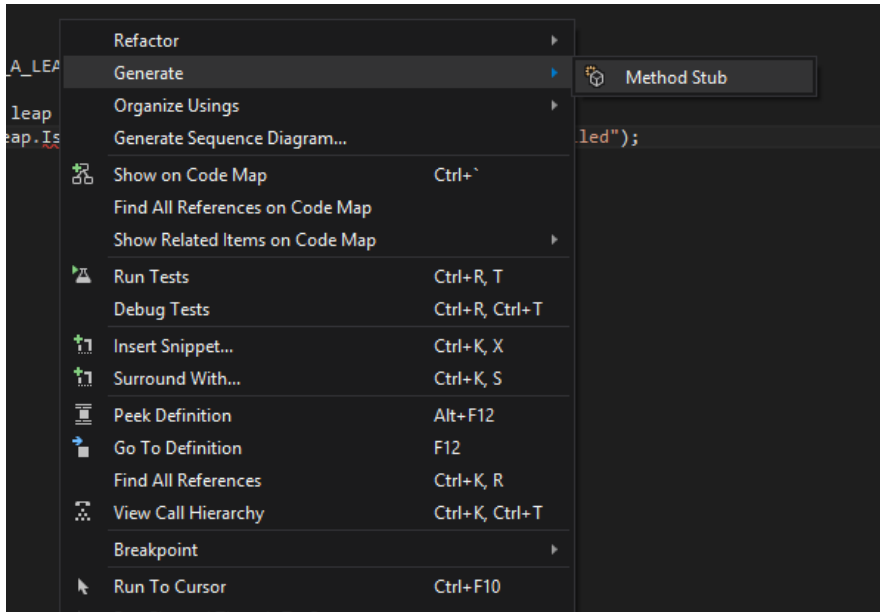 Refactor
_A_LEA
Generate
Method Stub
leap
Organize Usings
eap.Is
led");
Generate Sequence Diagram...
Show on Code Map Ctrl+`
Find All References on Code Map
Show Related Items on Code Map
Run Tests Ctrl+R, T
Debug Tests Ctrl+R, Ctrl+T
Insert Snippet... Ctrl+K, X
Surround With... Ctrl+K, S
Peek Definition Alt+F12
Go To Definition F12
Find All References Ctrl+K, R
View Call Hierarchy Ctrl+K, Ctrl+T
Breakpoint
Run To Cursor Ctrl+F10